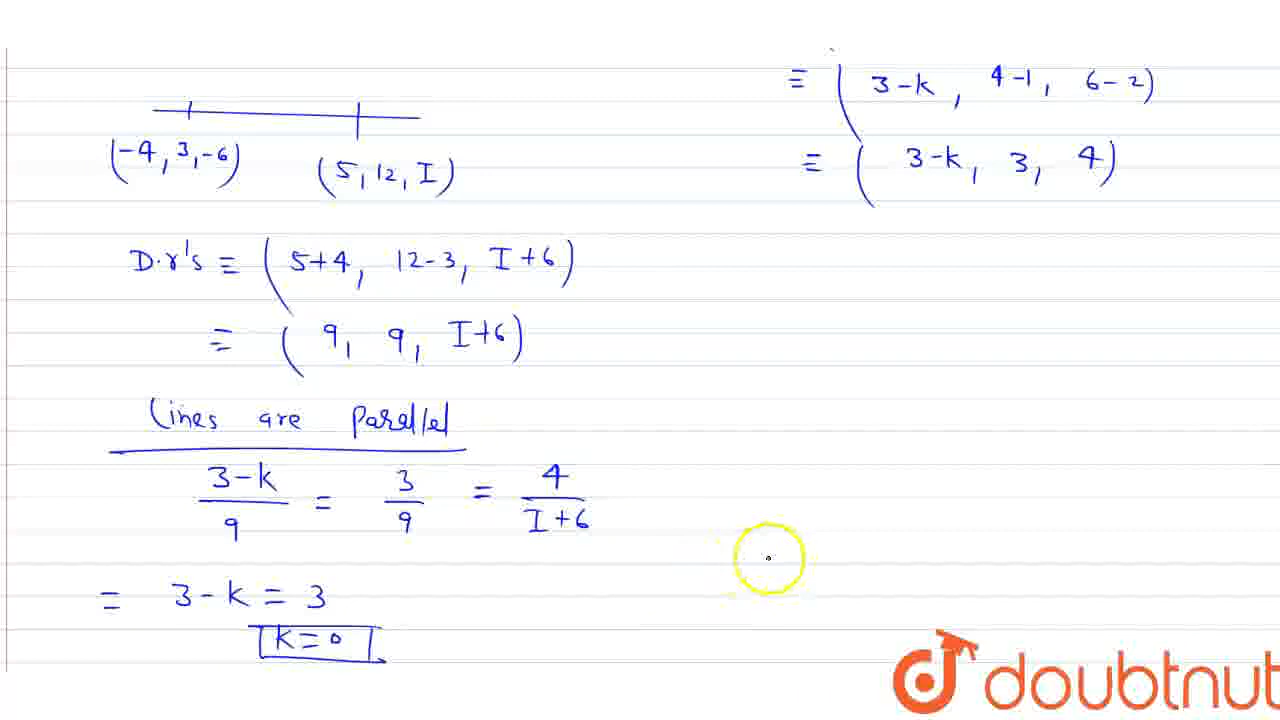 (-4, 3, -6) (5, 12, I)
D.r's ≡ (5+4, 12-3, I+6)
≡ (9, 9, I+6)
Lines are parallel
3-k/9 = 3/9 = 4/I+6
= 3-k = 3
k=0
≡ (3-k, 4-1, 6-2)
≡ (3-k, 3, 4)
doubtnut